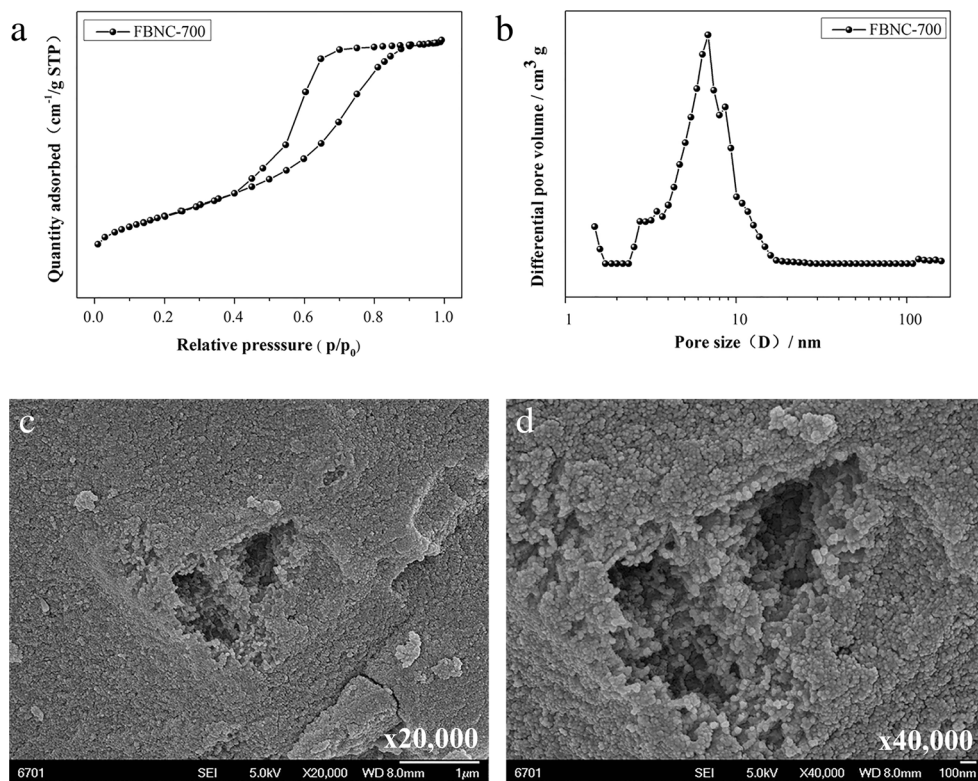 a
FBNC-700
Quantity adsorbed（cm-1/g STP）
0.0 0.2 0.4 0.6 0.8 1.0
Relative presssure ( p/p0)
b
FBNC-700
Differential pore volume / cm3 g
1 10 100
Pore size（D）/ nm
c
x20,000
6701 SEI 5.0kV X20,000 WD 8.0mm 1μm
d
x40,000
6701 SEI 5.0kV X40,000 WD 8.0mm 100nm